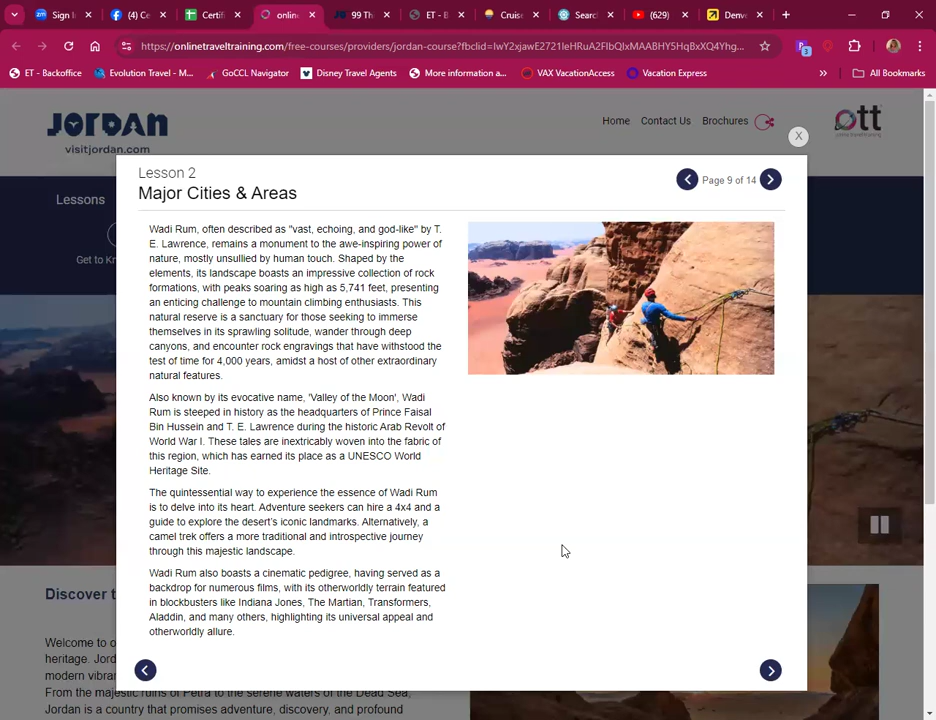 Sign I
(4) Ce
Certifi
online
99 Thi
ET - B
Cruise
Searc
(629)
Denve
https://onlinetraveltraining.com/free-courses/providers/jordan-course?fbclid=IwY2xjawE2721leHRuA2FlbQIxMAABHY5HqBxXQ4Yhg...
3
ET - Backoffice
Evolution Travel - M...
GoCCL Navigator
Disney Travel Agents
More information a...
VAX VacationAccess
Vacation Express
All Bookmarks
JORDAN
visitjordan.com
Home
Contact Us
Brochures
ott
X
Lessons
Get to Kn
Lesson 2
Major Cities & Areas
Page 9 of 14
Wadi Rum, often described as "vast, echoing, and god-like" by T.
E. Lawrence, remains a monument to the awe-inspiring power of
nature, mostly unsullied by human touch. Shaped by the
elements, its landscape boasts an impressive collection of rock
formations, with peaks soaring as high as 5,741 feet, presenting
an enticing challenge to mountain climbing enthusiasts. This
natural reserve is a sanctuary for those seeking to immerse
themselves in its sprawling solitude, wander through deep
canyons, and encounter rock engravings that have withstood the
test of time for 4,000 years, amidst a host of other extraordinary
natural features.
Also known by its evocative name, 'Valley of the Moon', Wadi
Rum is steeped in history as the headquarters of Prince Faisal
Bin Hussein and T. E. Lawrence during the historic Arab Revolt of
World War I. These tales are inextricably woven into the fabric of
this region, which has earned its place as a UNESCO World
Heritage Site.
The quintessential way to experience the essence of Wadi Rum
is to delve into its heart. Adventure seekers can hire a 4x4 and a
guide to explore the desert's iconic landmarks. Alternatively, a
camel trek offers a more traditional and introspective journey
through this majestic landscape.
Wadi Rum also boasts a cinematic pedigree, having served as a
backdrop for numerous films, with its otherworldly terrain featured
in blockbusters like Indiana Jones, The Martian, Transformers,
Aladdin, and many others, highlighting its universal appeal and
otherworldly allure.
Discover t
Welcome to o
heritage. Jord
modern vibran
From the majestic ruins of Petra to the serene waters of the Dead Sea,
Jordan is a country that promises adventure, discovery, and profound